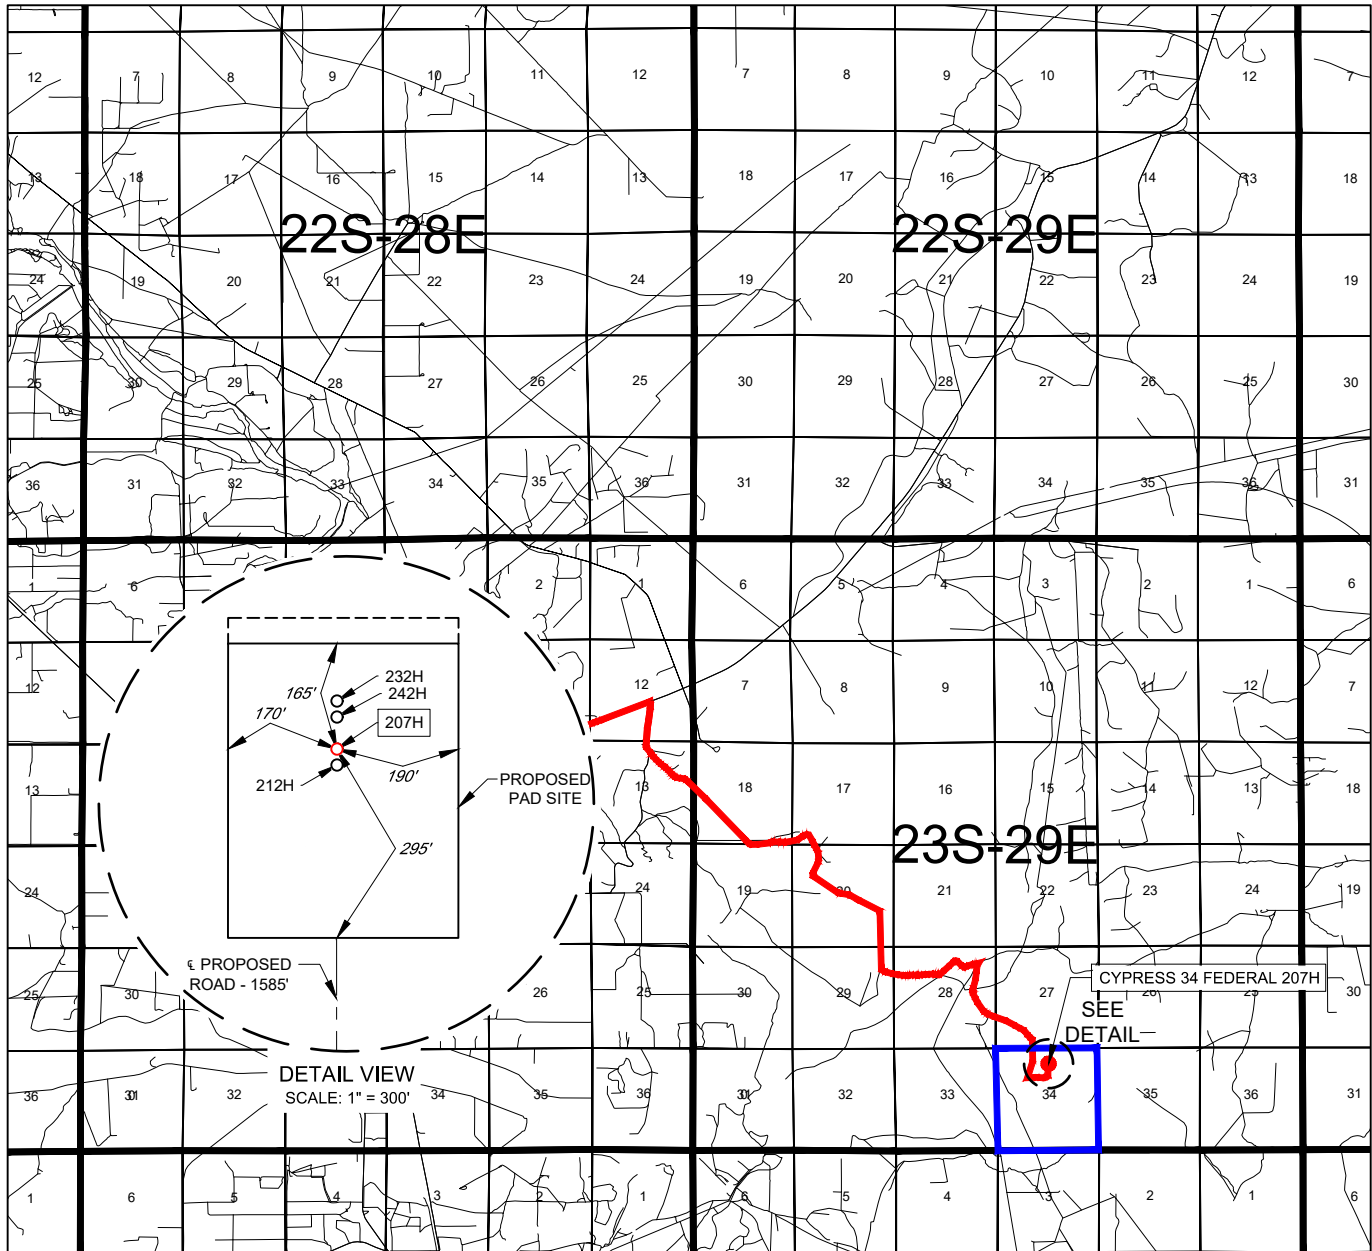 12 7 8 9 10 11 12 7 8 9 10 11 12 7
13 18 17 16 15 14 13 18 17 16 15 14 13 18
22S-28E 22S-29E
24 19 20 21 22 23 24 19 20 21 22 23 24 19
25 30 29 28 27 26 25 30 29 28 27 26 25 30
36 31 32 33 34 35 36 31 32 33 34 35 36 31
1 6 2 1 6 5 4 3 2 1 6
12 12 7 8 9 10 11 12 7
13 13 18 17 16 15 14 13 18
23S-29E
24 24 19 20 21 22 23 24 19
25 30 26 25 30 29 28 27 26 25 30
36 31 32 34 35 36 31 32 33 34 35 36 31
1 6 5 4 3 2 1 6 5 4 3 2 1 6
232H
242H
165'
170'
207H
190'
212H
PROPOSED
PAD SITE
295'
℄ PROPOSED
ROAD - 1585'
DETAIL VIEW
SCALE: 1" = 300'
CYPRESS 34 FEDERAL 207H
SEE
DETAIL